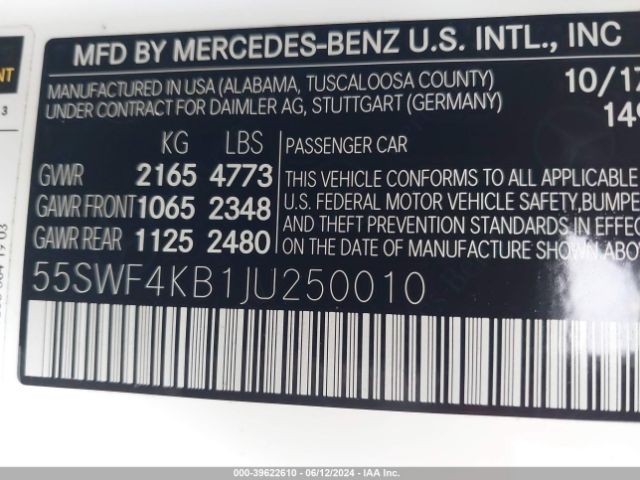 MFD BY MERCEDES-BENZ U.S. INTL., INC
MANUFACTURED IN USA (ALABAMA, TUSCALOOSA COUNTY)
UNDER CONTRACT FOR DAIMLER AG, STUTTGART (GERMANY)
10/17
149
KG LBS
GVWR 2165 4773
GAWR FRONT 1065 2348
GAWR REAR 1125 2480
PASSENGER CAR
THIS VEHICLE CONFORMS TO ALL APPLICABLE
U.S. FEDERAL MOTOR VEHICLE SAFETY, BUMPE
AND THEFT PREVENTION STANDARDS IN EFFEC
DATE OF MANUFACTURE SHOWN ABO
55SWF4KB1JU250010
000-39622610 - 06/12/2024 - IAA Inc.